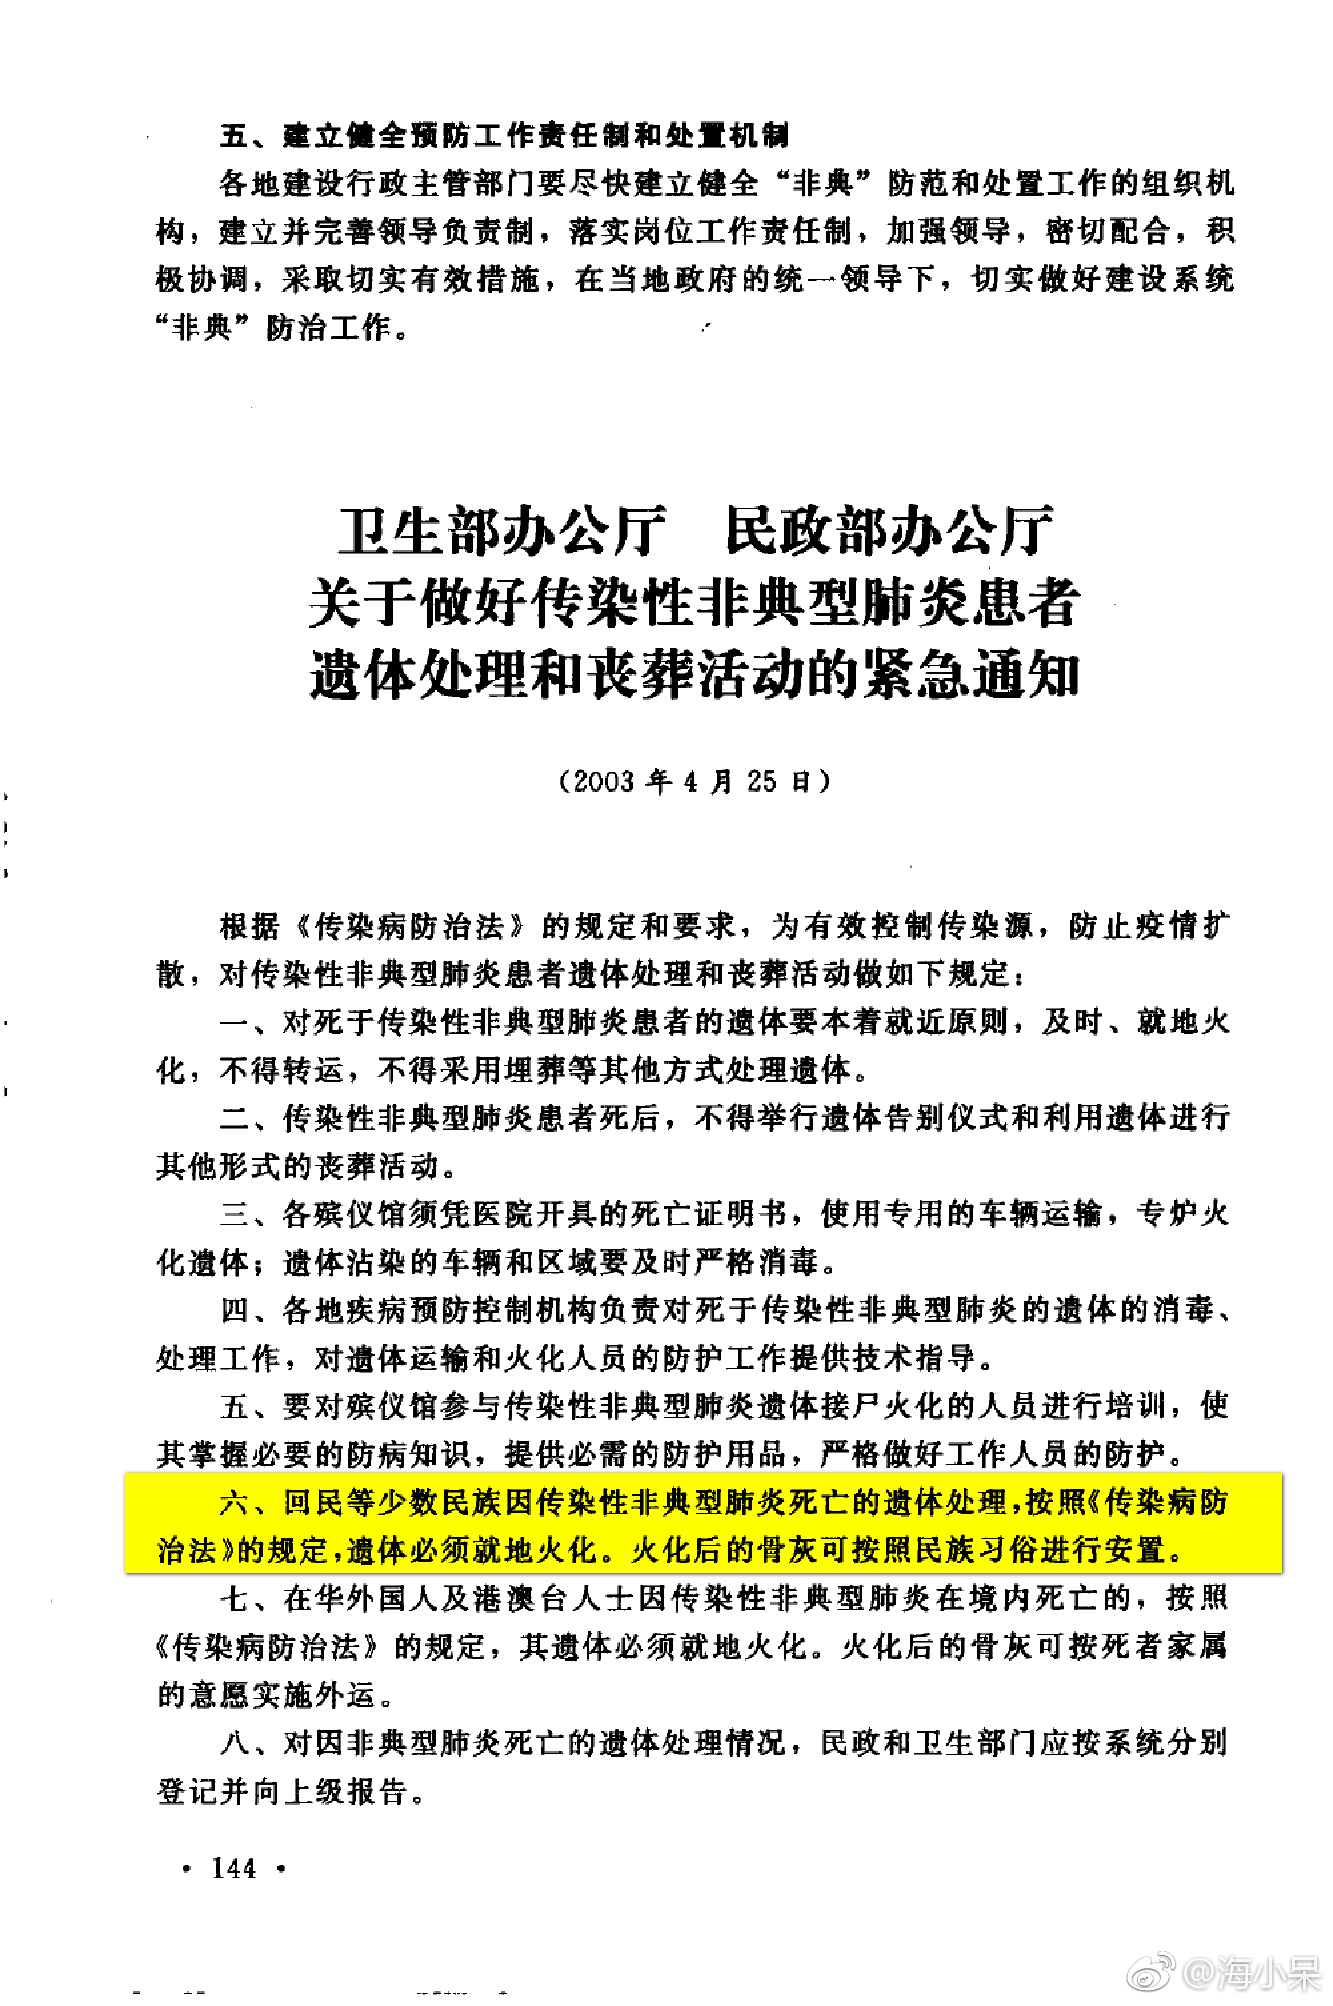 五、建立健全预防工作责任制和处置机制
各地建设行政主管部门要尽快建立健全“非典”防范和处置工作的组织机
构，建立并完善领导负责制，落实岗位工作责任制，加强领导，密切配合，积
极协调，采取切实有效措施，在当地政府的统一领导下，切实做好建设系统
“非典”防治工作。
卫生部办公厅 民政部办公厅
关于做好传染性非典型肺炎患者
遗体处理和丧葬活动的紧急通知
（2003 年 4 月 25 日）
根据《传染病防治法》的规定和要求，为有效控制传染源，防止疫情扩
散，对传染性非典型肺炎患者遗体处理和丧葬活动做如下规定：
一、对死于传染性非典型肺炎患者的遗体要本着就近原则，及时、就地火
化，不得转运，不得采用埋葬等其他方式处理遗体。
二、传染性非典型肺炎患者死后，不得举行遗体告别仪式和利用遗体进行
其他形式的丧葬活动。
三、各殡仪馆须凭医院开具的死亡证明书，使用专用的车辆运输，专炉火
化遗体；遗体沾染的车辆和区域要及时严格消毒。
四、各地疾病预防控制机构负责对死于传染性非典型肺炎的遗体的消毒、
处理工作，对遗体运输和火化人员的防护工作提供技术指导。
五、要对殡仪馆参与传染性非典型肺炎遗体接尸火化的人员进行培训，使
其掌握必要的防病知识，提供必需的防护用品，严格做好工作人员的防护。
六、回民等少数民族因传染性非典型肺炎死亡的遗体处理，按照《传染病防
治法》的规定，遗体必须就地火化。火化后的骨灰可按照民族习俗进行安置。
七、在华外国人及港澳台人士因传染性非典型肺炎在境内死亡的，按照
《传染病防治法》的规定，其遗体必须就地火化。火化后的骨灰可按死者家属
的意愿实施外运。
八、对因非典型肺炎死亡的遗体处理情况，民政和卫生部门应按系统分别
登记并向上级报告。
· 144 ·
@海小呆